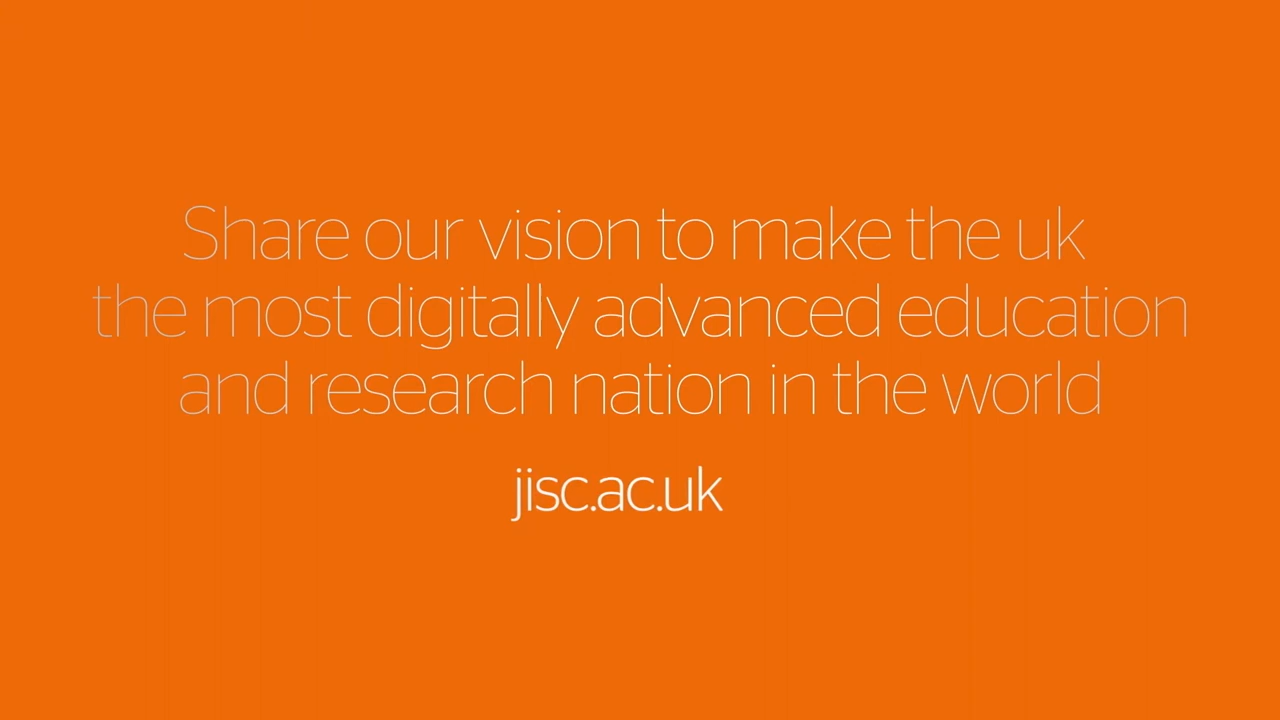 Share our vision to make the uk
the most digitally advanced education
and research nation in the world
jisc.ac.uk